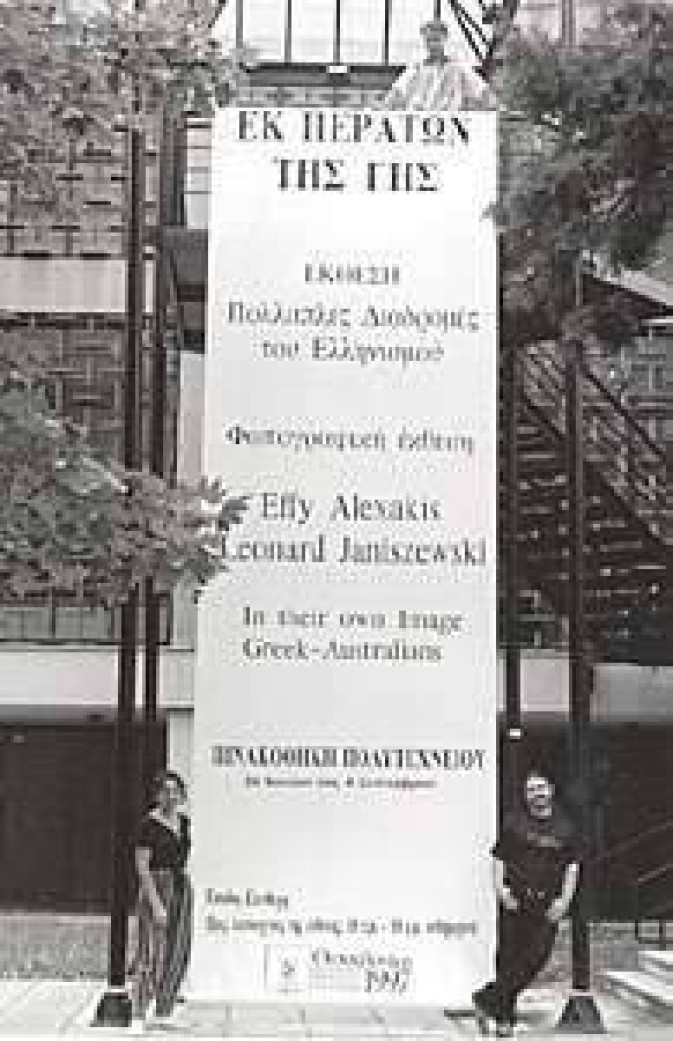 ΕΚ ΠΕΡΑΤΩΝ
ΤΗΣ ΓΗΣ
ΕΚΘΕΣΗ
Πολλαπλές Διαδρομές
του Ελληνισμού
Φωτογραφική έκθεση
Effy Alexakis
Leonard Janiszewski
In their own Image
Greek-Australians
ΠΙΝΑΚΟΘΗΚΗ ΠΟΛΥΤΕΧΝΕΙΟΥ
1997